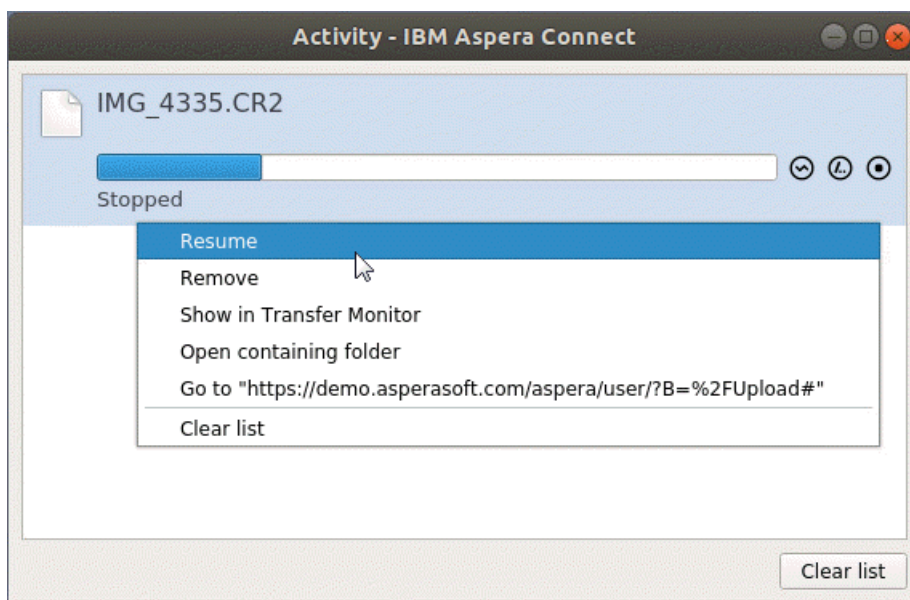 Activity - IBM Aspera Connect
IMG_4335.CR2
Stopped
Resume
Remove
Show in Transfer Monitor
Open containing folder
Go to "https://demo.asperasoft.com/aspera/user/?B=%2FUpload#"
Clear list
Clear list